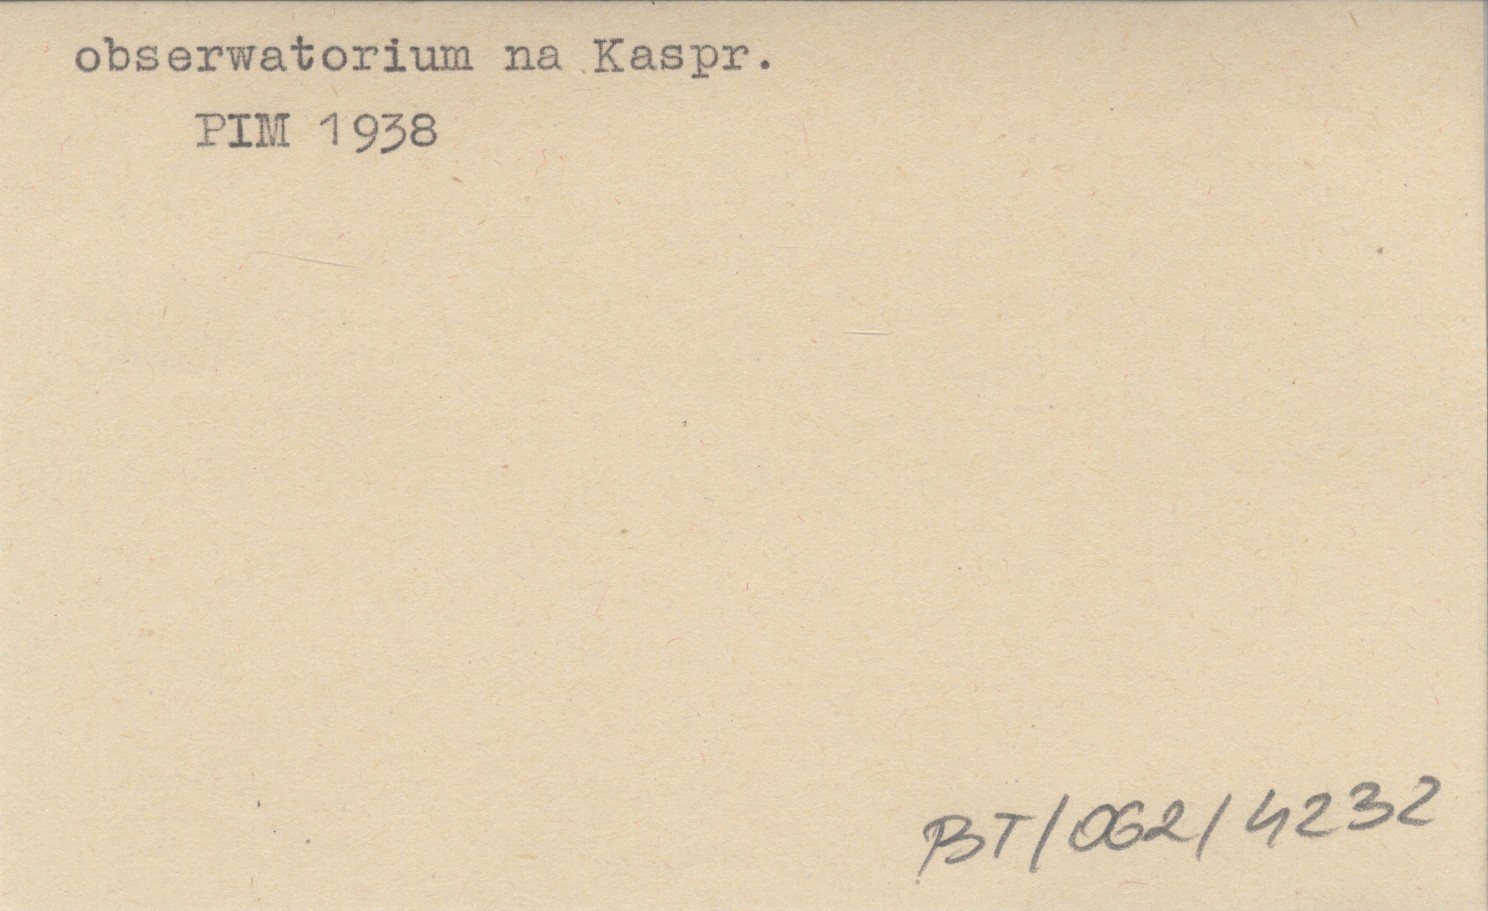 obserwatorium na Kaspr.
PIM 1938
BT/062/4232